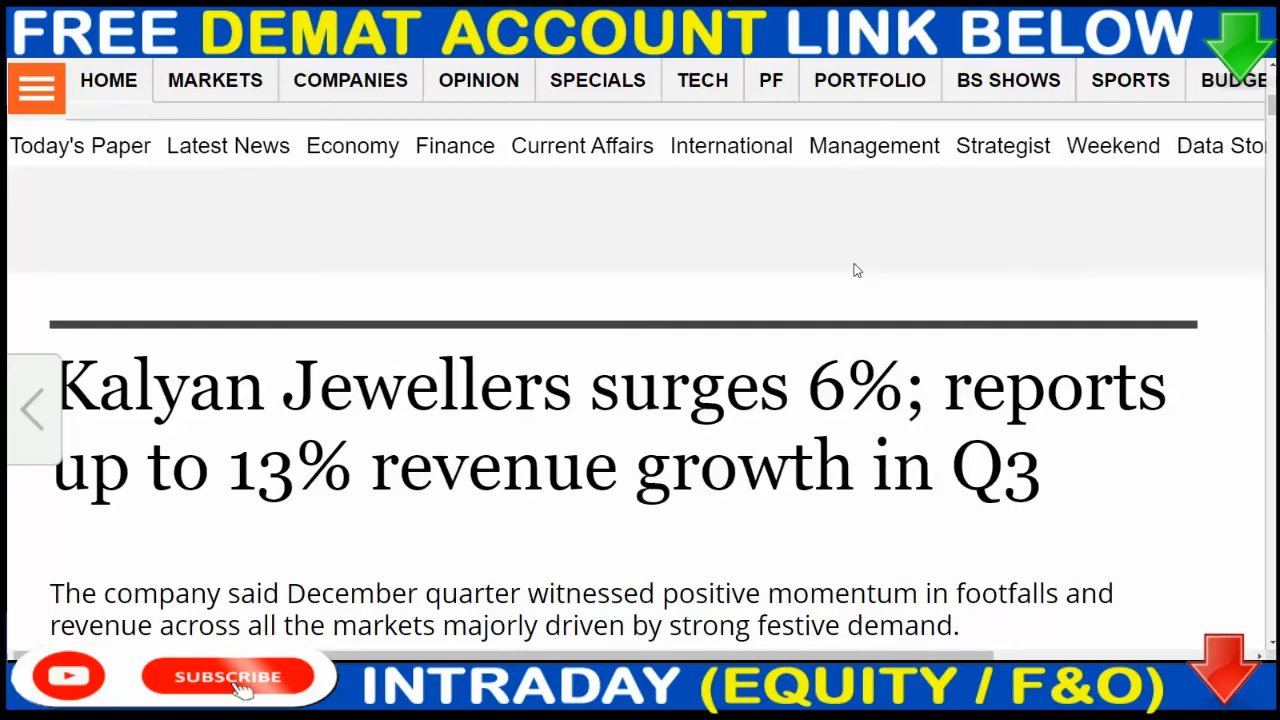 FREE DEMAT ACCOUNT LINK BELOW
HOME MARKETS COMPANIES OPINION SPECIALS TECH PF PORTFOLIO BS SHOWS SPORTS BUDGE
Today's Paper Latest News Economy Finance Current Affairs International Management Strategist Weekend Data Sto
Kalyan Jewellers surges 6%; reports
up to 13% revenue growth in Q3
The company said December quarter witnessed positive momentum in footfalls and
revenue across all the markets majorly driven by strong festive demand.
SUBSCRIBE
INTRADAY (EQUITY / F&O)